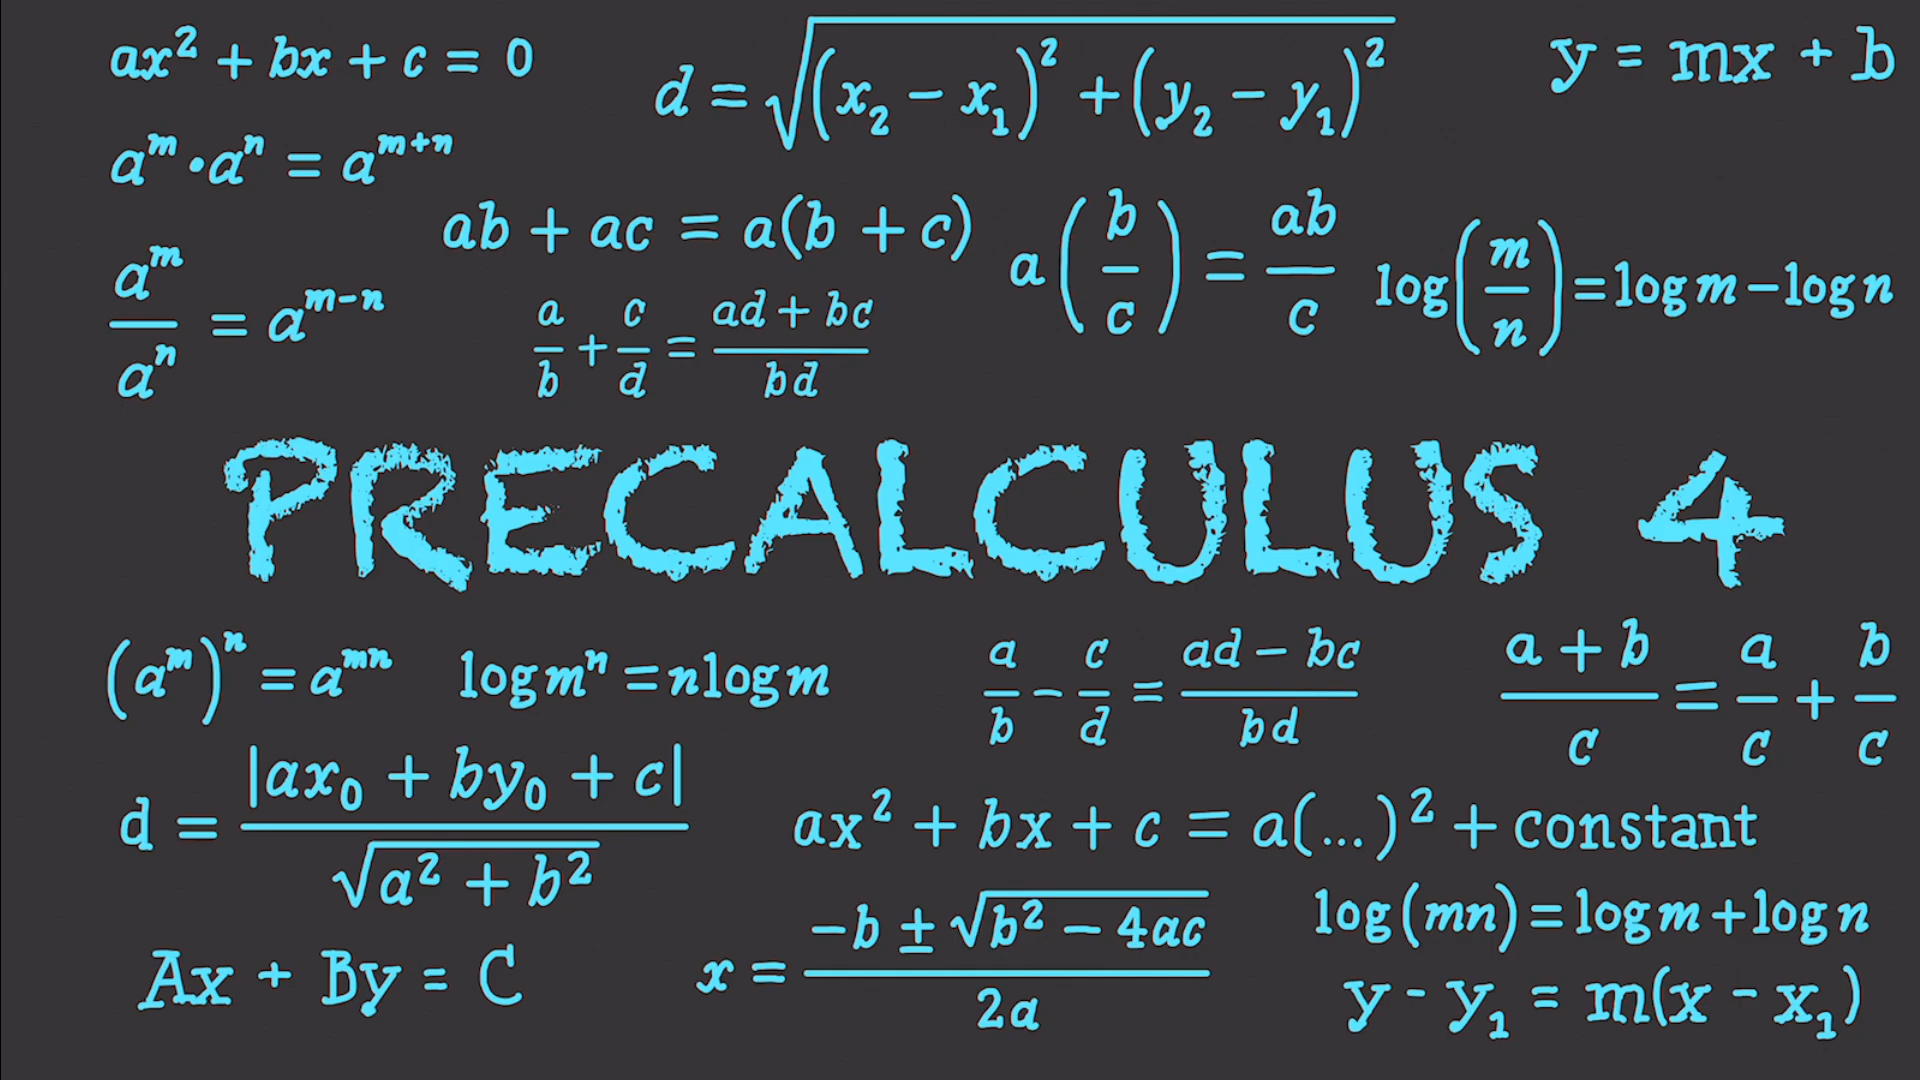 ax² + bx + c = 0
d = √((x₂ − x₁)² + (y₂ − y₁)²)
y = mx + b
aᵐ • aⁿ = aᵐ⁺ⁿ
ab + ac = a(b + c)
a(b/c) = ab/c
log(m/n) = log m − log n
aᵐ/aⁿ = aᵐ⁻ⁿ
a/b + c/d = (ad + bc)/bd
PRECALCULUS 4
(aᵐ)ⁿ = aᵐⁿ
log mⁿ = n log m
a/b − c/d = (ad − bc)/bd
(a + b)/c = a/c + b/c
d = |ax₀ + by₀ + c|/√(a² + b²)
ax² + bx + c = a(...)² + constant
log(mn) = log m + log n
Ax + By = C
x = (−b ± √(b² − 4ac))/2a
y - y₁ = m(x - x₁)